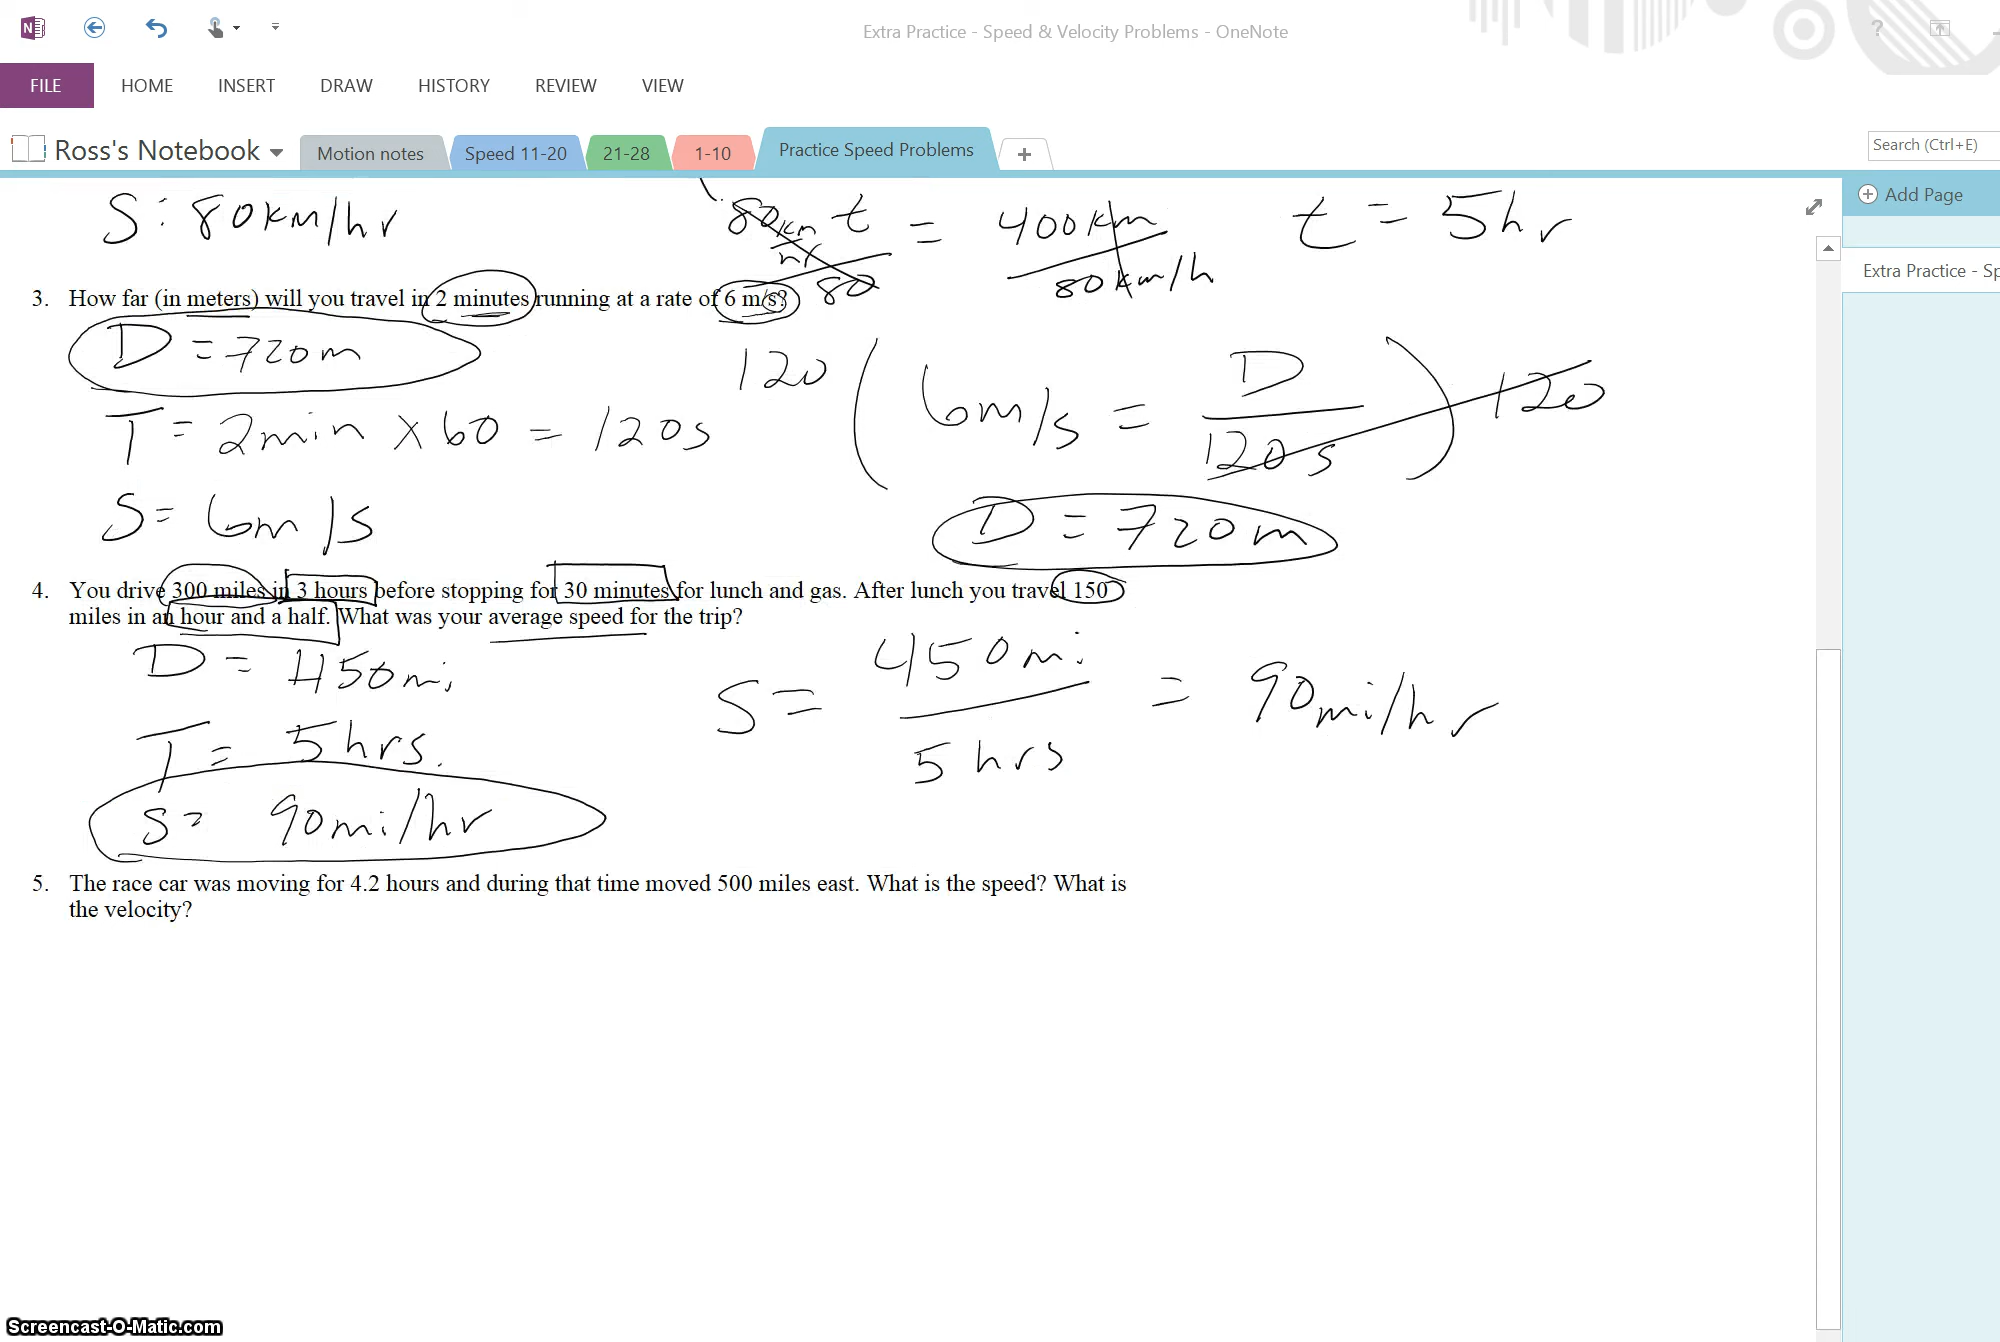 Extra Practice - Speed & Velocity Problems - OneNote
?
FILE HOME INSERT DRAW HISTORY REVIEW VIEW
Ross's Notebook Motion notes Speed 11-20 21-28 1-10 Practice Speed Problems + Search (Ctrl+E)
Add Page
Extra Practice - Sp
S: 80km/hr
80km/hr t / 80 = 400km / 80km/h t = 5hr
3. How far (in meters) will you travel in 2 minutes running at a rate of 6 m/s?
D = 720m
T = 2min x 60 = 120s
S = 6m/s
120 ( 6m/s = D / 120s ) 120
D = 720m
4. You drive 300 miles in 3 hours before stopping for 30 minutes for lunch and gas. After lunch you travel 150
miles in an hour and a half. What was your average speed for the trip?
D = 450mi
T = 5hrs.
S = 90mi/hr
S = 450mi / 5 hrs = 90mi/hr
5. The race car was moving for 4.2 hours and during that time moved 500 miles east. What is the speed? What is
the velocity?
Screencast-O-Matic.com